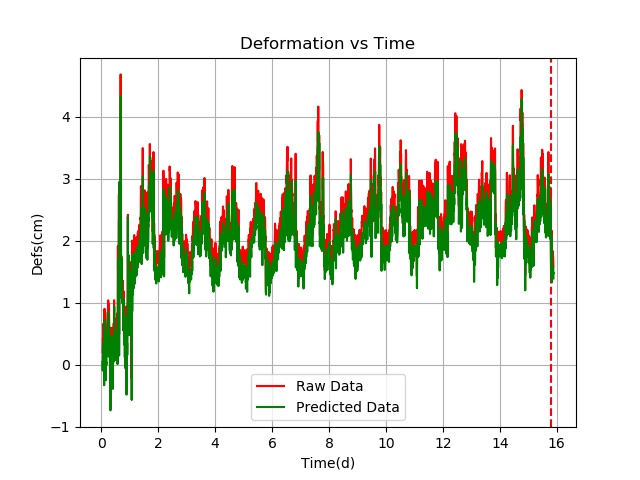 Deformation vs Time
Defs(cm)
4
3
2
1
0
−1
Raw Data
Predicted Data
0 2 4 6 8 10 12 14 16
Time(d)